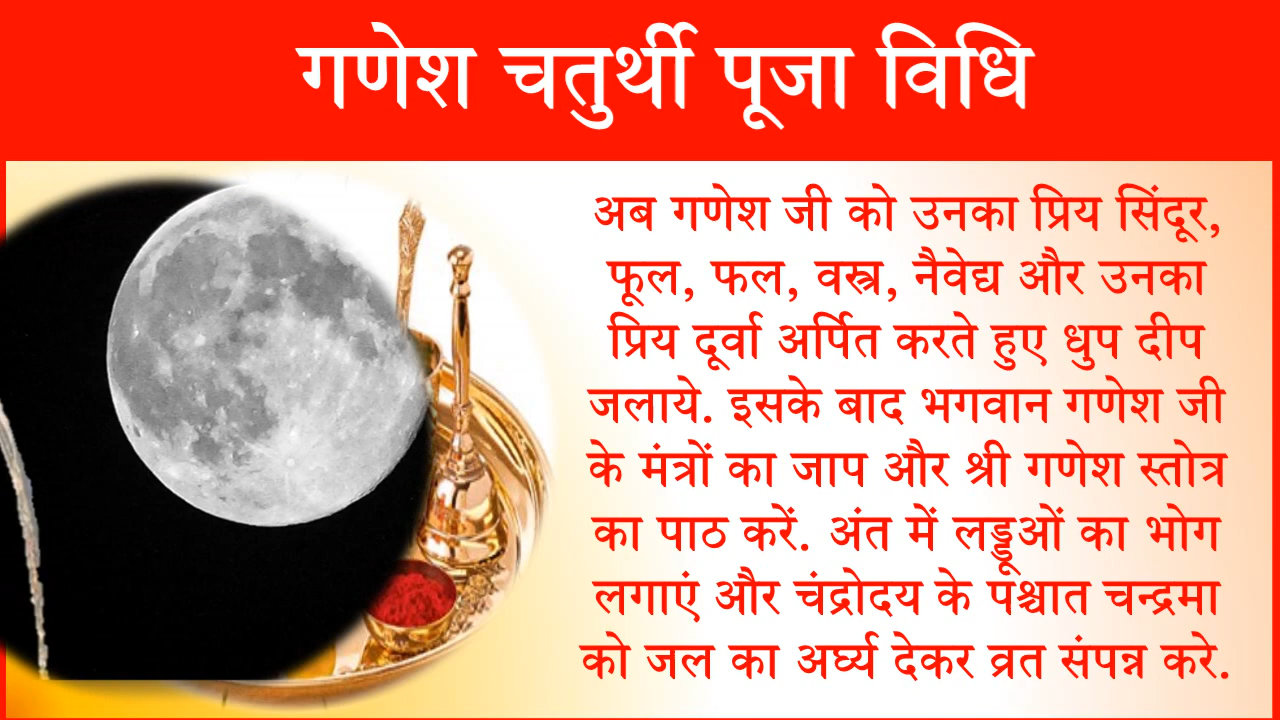 गणेश चतुर्थी पूजा विधि
अब गणेश जी को उनका प्रिय सिंदूर,
फूल, फल, वस्त्र, नैवेद्य और उनका
प्रिय दूर्वा अर्पित करते हुए धुप दीप
जलाये. इसके बाद भगवान गणेश जी
के मंत्रों का जाप और श्री गणेश स्तोत्र
का पाठ करें. अंत में लड्डूओं का भोग
लगाएं और चंद्रोदय के पश्चात चन्द्रमा
को जल का अर्घ्य देकर व्रत संपन्न करे.